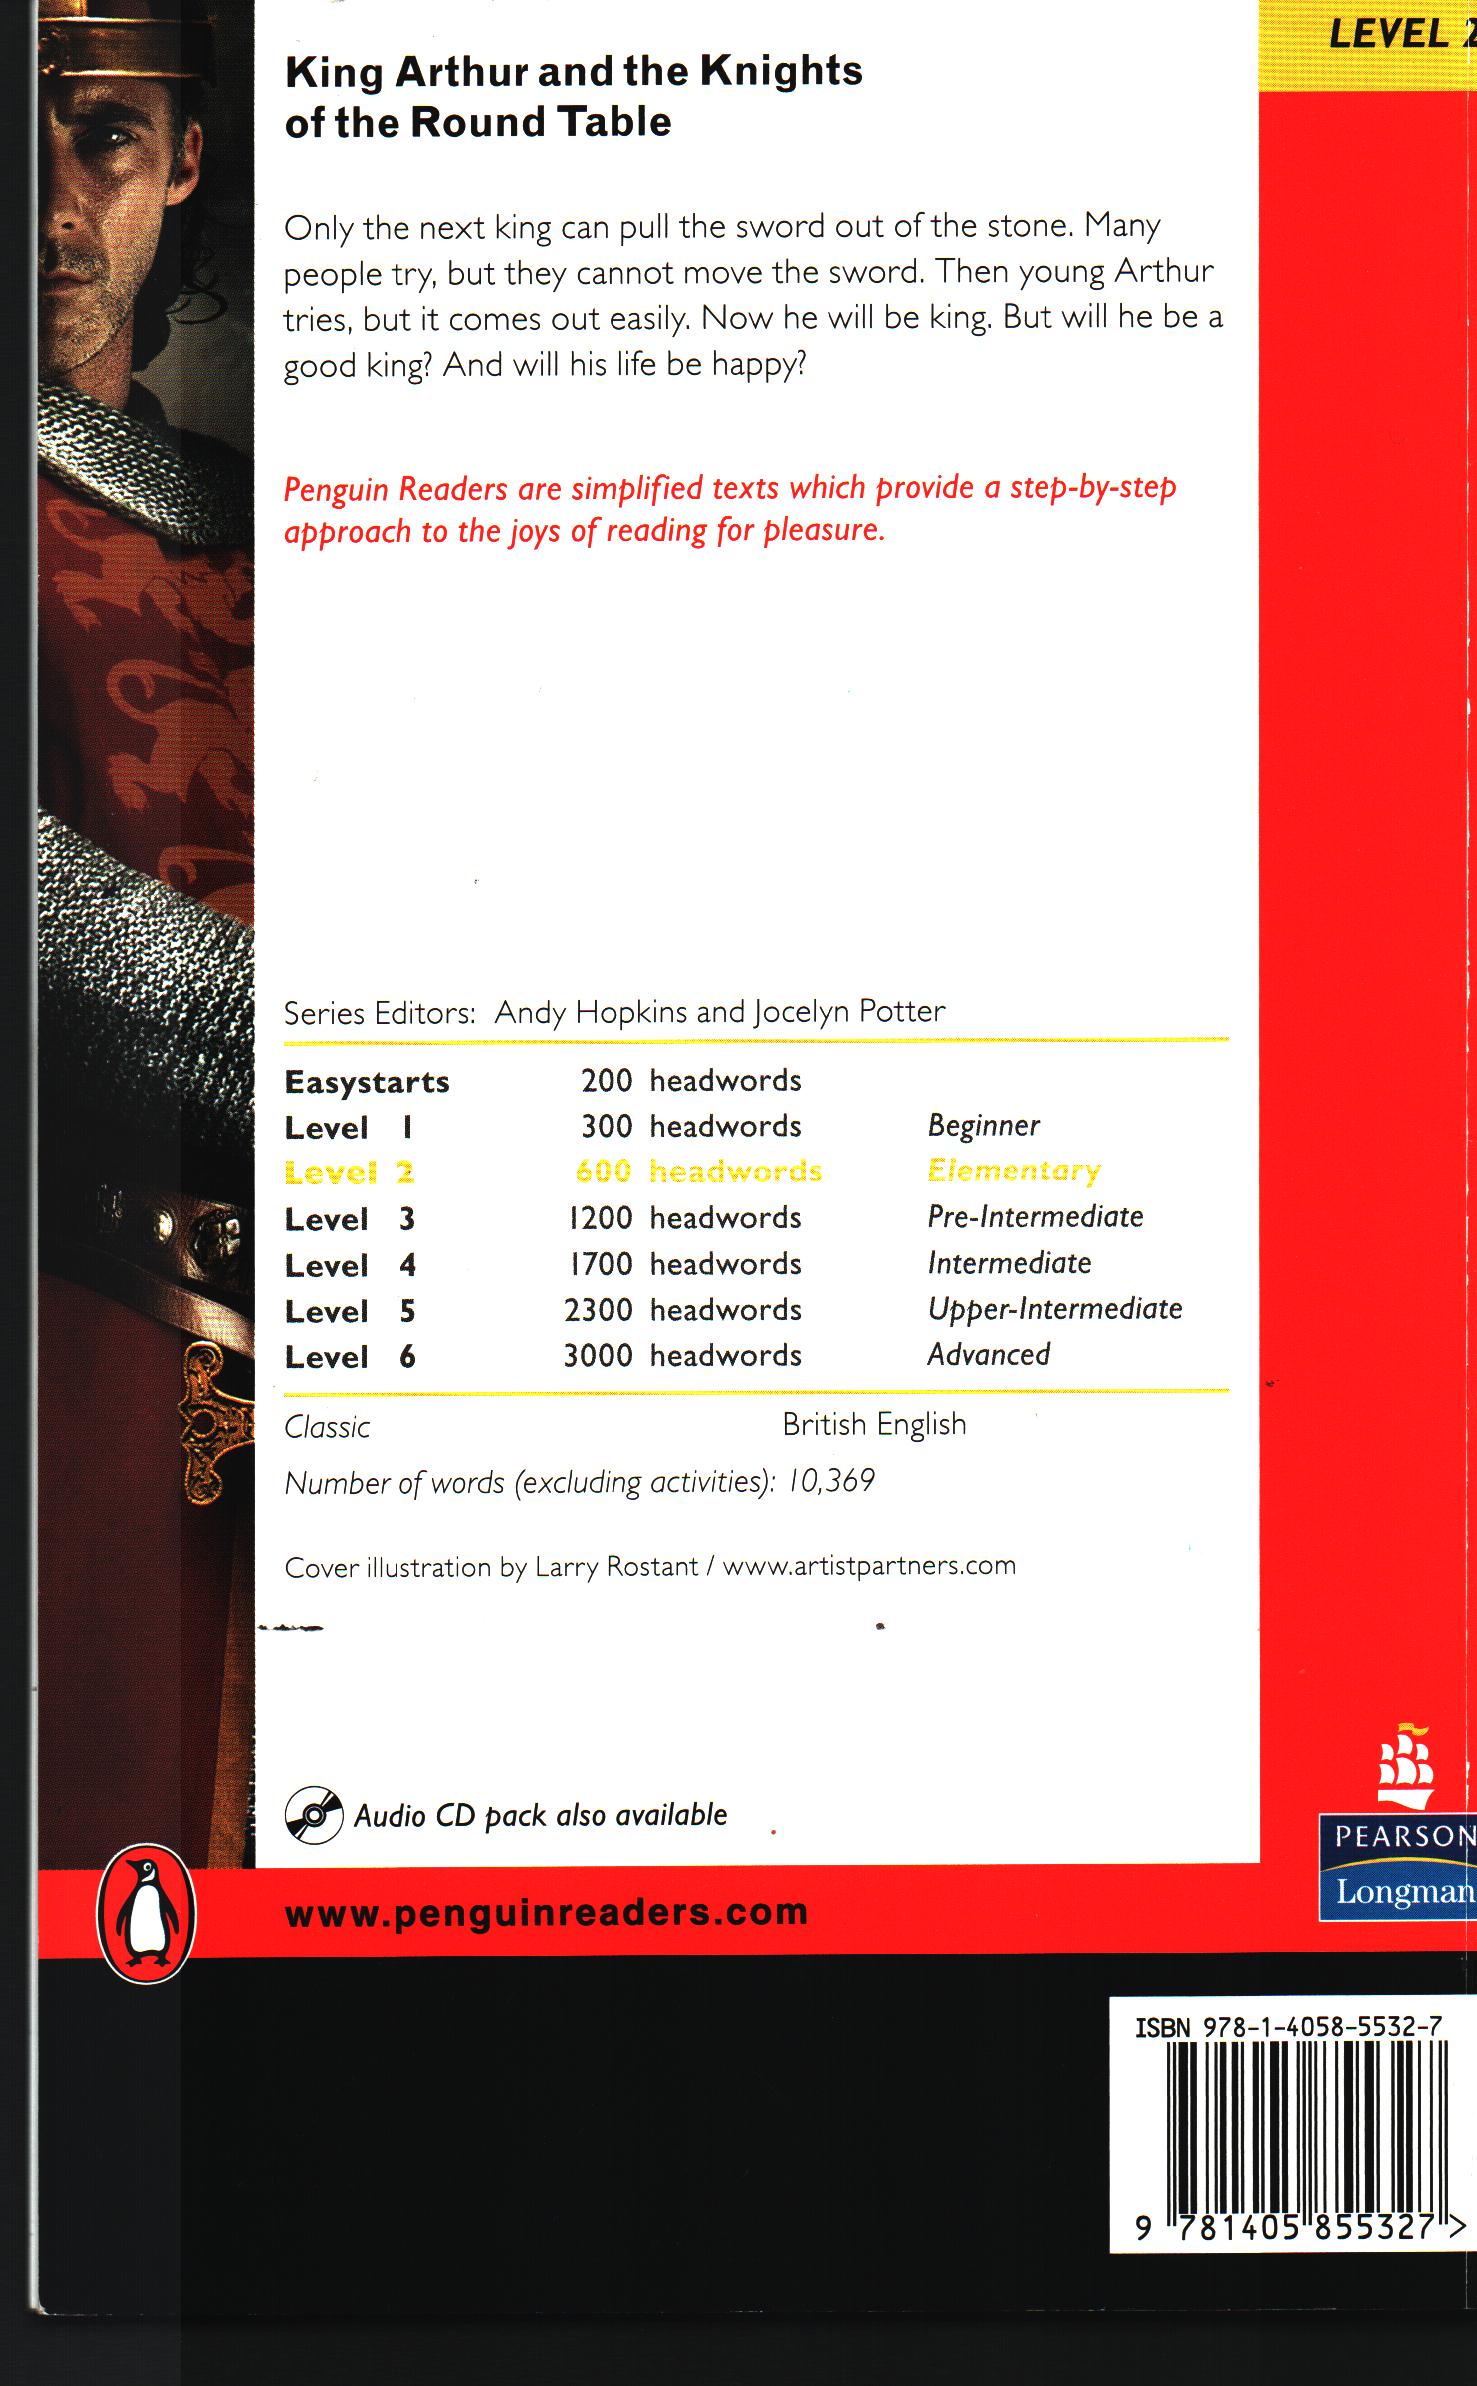 LEVEL 2
King Arthur and the Knights
of the Round Table
Only the next king can pull the sword out of the stone. Many
people try, but they cannot move the sword. Then young Arthur
tries, but it comes out easily. Now he will be king. But will he be a
good king? And will his life be happy?
Penguin Readers are simplified texts which provide a step-by-step
approach to the joys of reading for pleasure.
Series Editors: Andy Hopkins and Jocelyn Potter
Easystarts 200 headwords
Level 1 300 headwords Beginner
Level 2 600 headwords Elementary
Level 3 1200 headwords Pre-Intermediate
Level 4 1700 headwords Intermediate
Level 5 2300 headwords Upper-Intermediate
Level 6 3000 headwords Advanced
Classic British English
Number of words (excluding activities): 10,369
Cover illustration by Larry Rostant / www.artistpartners.com
Audio CD pack also available
PEARSON
Longman
www.penguinreaders.com
ISBN 978-1-4058-5532-7
9 781405 855327 >